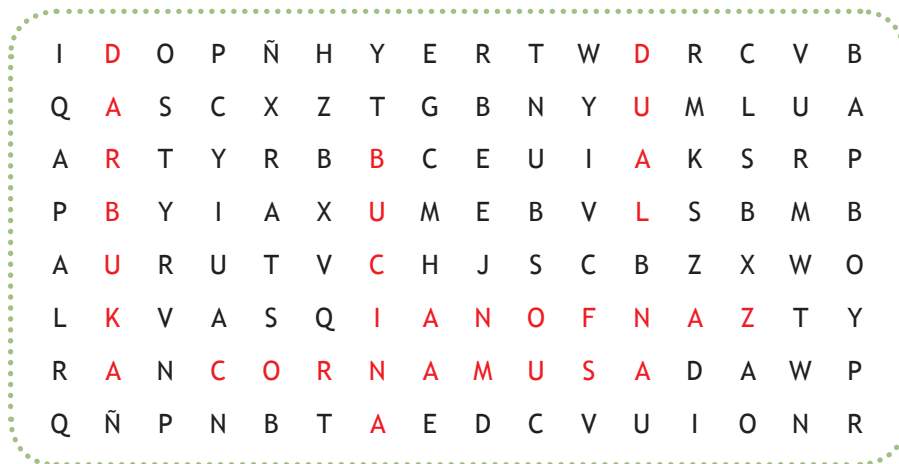 I D O P Ñ H Y E R T W D R C V B
Q A S C X Z T G B N Y U M L U A
A R T Y R B B C E U I A K S R P
P B Y I A X U M E B V L S B M B
A U R U T V C H J S C B Z X W O
L K V A S Q I A N O F N A Z T Y
R A N C O R N A M U S A D A W P
Q Ñ P N B T A E D C V U I O N R